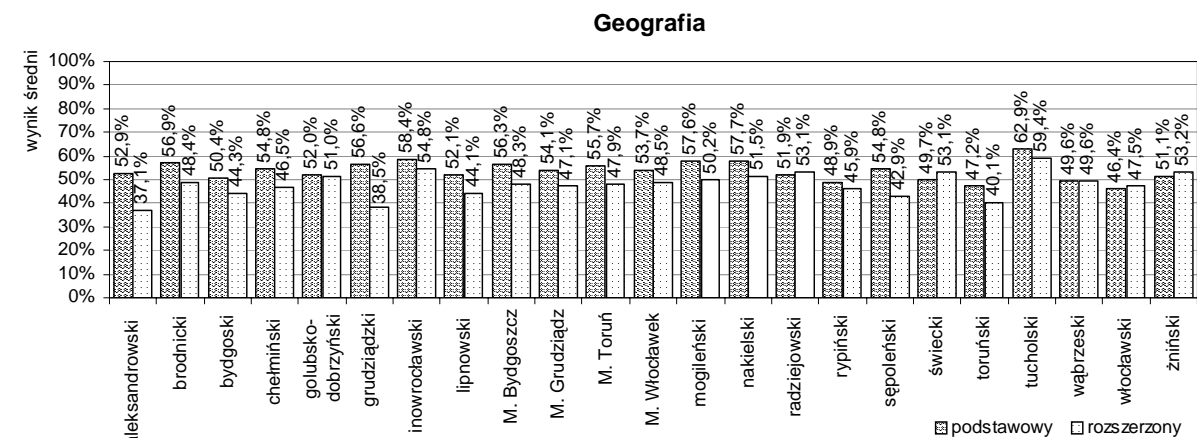 Geografia
wynik średni
100%
90%
80%
70%
60%
50%
40%
30%
20%
10%
0%
52,9%
37,1%
56,9%
48,4%
50,4%
44,3%
54,8%
46,5%
52,0%
51,0%
56,6%
38,5%
58,4%
54,8%
52,1%
44,1%
56,3%
48,3%
54,1%
47,1%
55,7%
47,9%
53,7%
48,5%
57,6%
50,2%
57,7%
51,5%
51,9%
53,1%
48,9%
45,9%
54,8%
42,9%
49,7%
53,1%
47,2%
40,1%
62,9%
59,4%
49,6%
49,6%
46,4%
47,5%
51,1%
53,2%
aleksandrowski
brodnicki
bydgoski
chełmiński
golubsko-
dobrzyński
grudziądzki
inowrocławski
lipnowski
M. Bydgoszcz
M. Grudziądz
M. Toruń
M. Włocławek
mogileński
nakielski
radziejowski
rypiński
sępoleński
świecki
toruński
tucholski
wąbrzeski
włocławski
żniński
podstawowy
rozszerzony